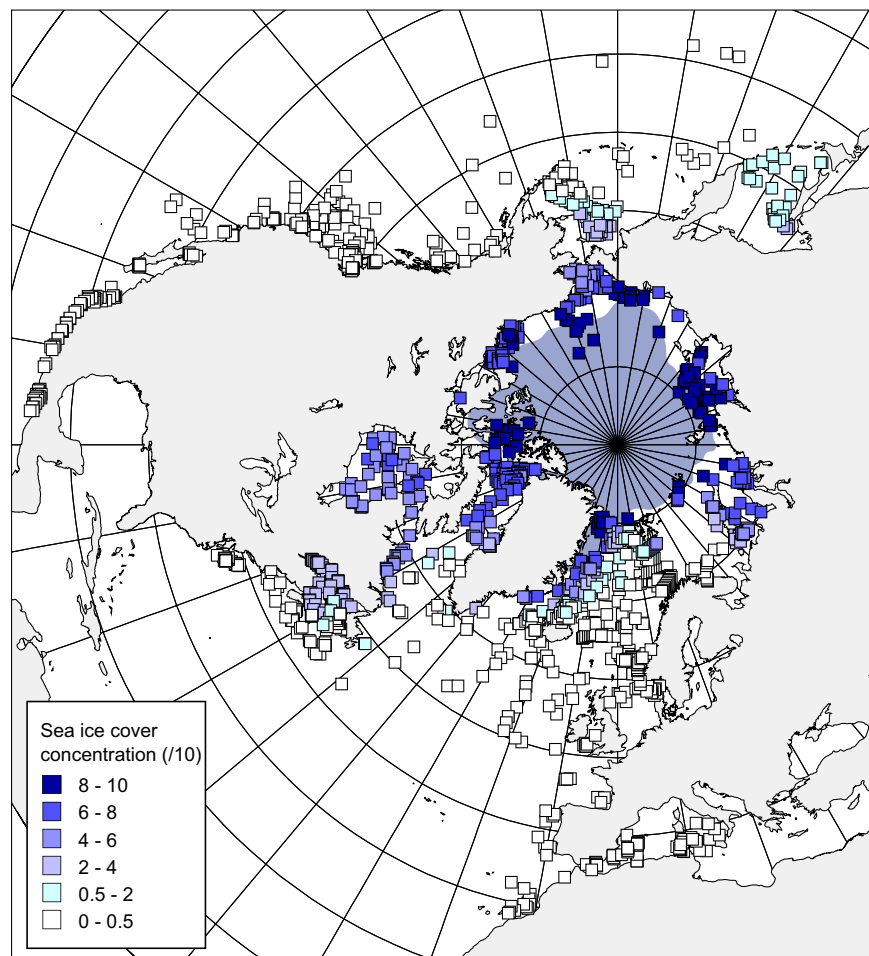 Sea ice cover
concentration (/10)
8 - 10
6 - 8
4 - 6
2 - 4
0.5 - 2
0 - 0.5